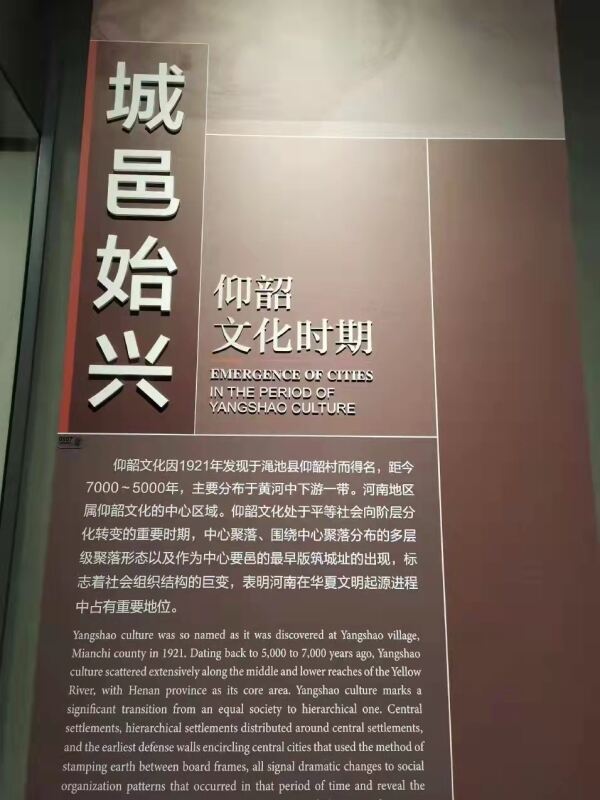 城邑始兴
仰韶
文化时期
EMERGENCE OF CITIES
IN THE PERIOD OF
YANGSHAO CULTURE
仰韶文化因1921年发现于渑池县仰韶村而得名，距今
7000～5000年，主要分布于黄河中下游一带。河南地区
属仰韶文化的中心区域。仰韶文化处于平等社会向阶层分
化转变的重要时期，中心聚落、围绕中心聚落分布的多层
级聚落形态以及作为中心要邑的最早版筑城址的出现，标
志着社会组织结构的巨变，表明河南在华夏文明起源进程
中占有重要地位。
Yangshao culture was so named as it was discovered at Yangshao village,
Mianchi county in 1921. Dating back to 5,000 to 7,000 years ago, Yangshao
culture scattered extensively along the middle and lower reaches of the Yellow
River, with Henan province as its core area. Yangshao culture marks a
significant transition from an equal society to hierarchical one. Central
settlements, hierarchical settlements distributed around central settlements,
and the earliest defense walls encircling central cities that used the method of
stamping earth between board frames, all signal dramatic changes to social
organization patterns that occurred in that period of time and reveal the